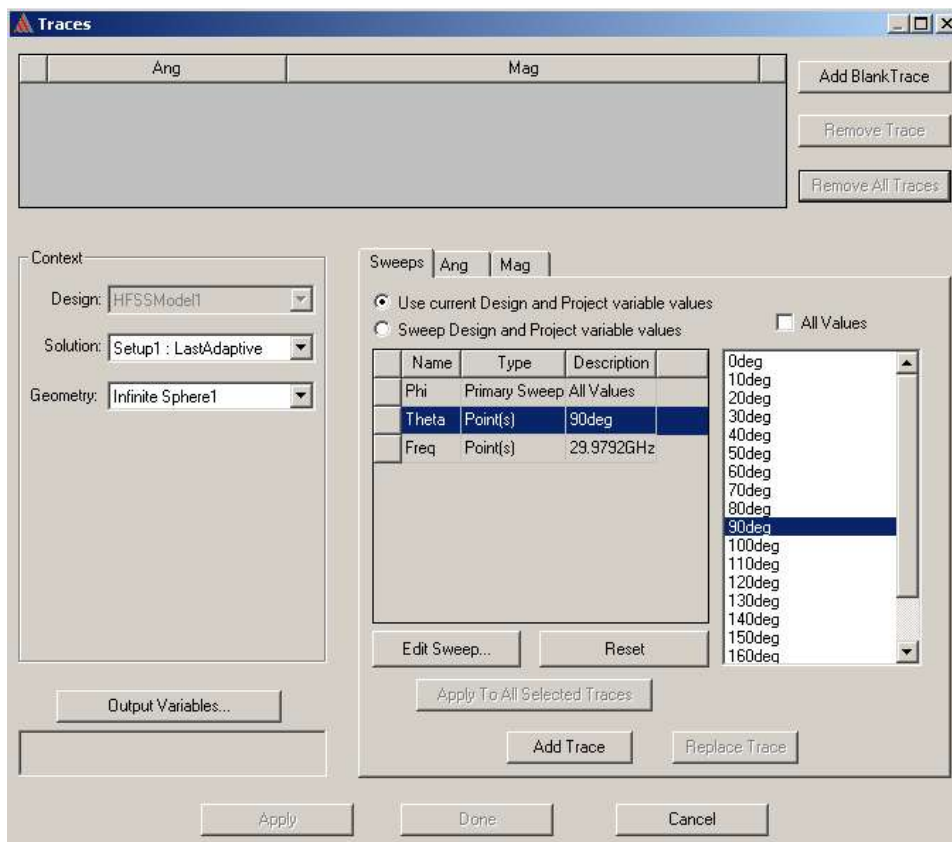 Traces
Ang Mag
Add BlankTrace
Remove Trace
Remove All Traces
Context
Design: HFSSModel1
Solution: Setup1 : LastAdaptive
Geometry: Infinite Sphere1
Output Variables...
Sweeps Ang Mag
Use current Design and Project variable values
Sweep Design and Project variable values
All Values
Name Type Description
Phi Primary Sweep All Values
Theta Point(s) 90deg
Freq Point(s) 29.9792GHz
0deg
10deg
20deg
30deg
40deg
50deg
60deg
70deg
80deg
90deg
100deg
110deg
120deg
130deg
140deg
150deg
160deg
Edit Sweep... Reset
Apply To All Selected Traces
Add Trace Replace Trace
Apply Done Cancel